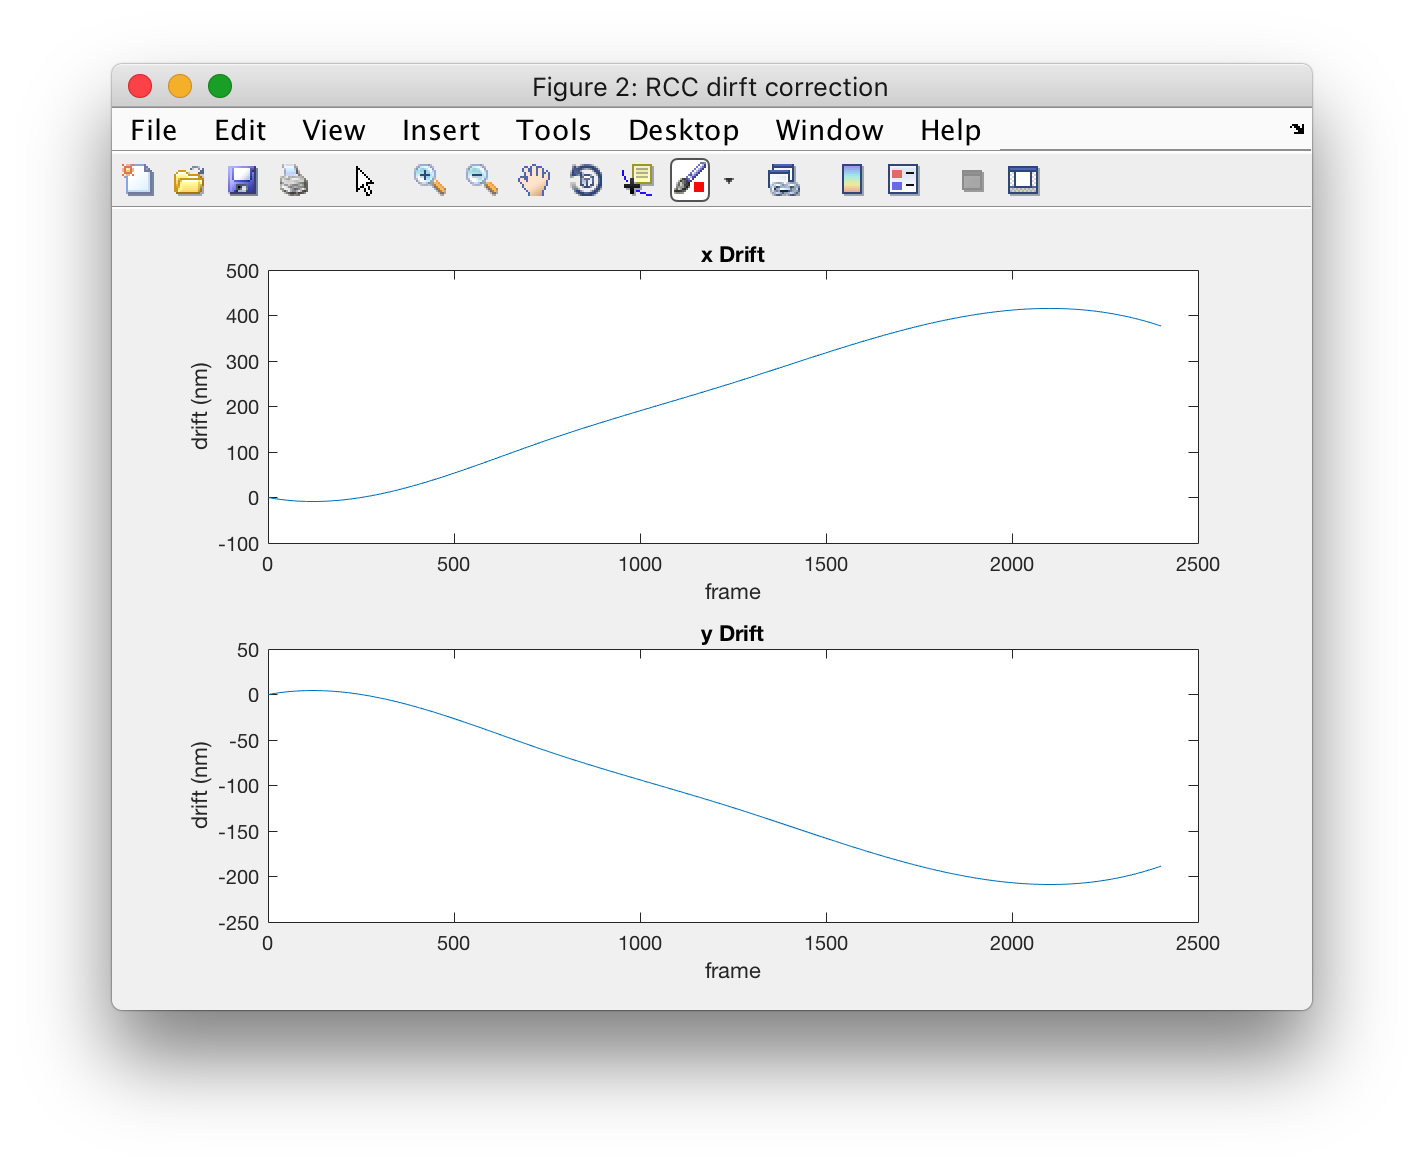 Figure 2: RCC dirft correction
File Edit View Insert Tools Desktop Window Help
x Drift
500
400
300
200
100
0
-100
drift (nm)
0 500 1000 1500 2000 2500
frame
y Drift
50
0
-50
-100
-150
-200
-250
drift (nm)
0 500 1000 1500 2000 2500
frame